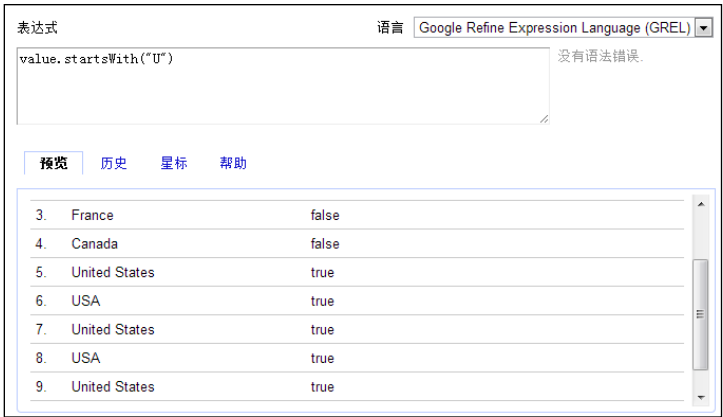 表达式 语言 Google Refine Expression Language (GREL)
value.startsWith("U") 没有语法错误.
预览 历史 星标 帮助
3. France false
4. Canada false
5. United States true
6. USA true
7. United States true
8. USA true
9. United States true